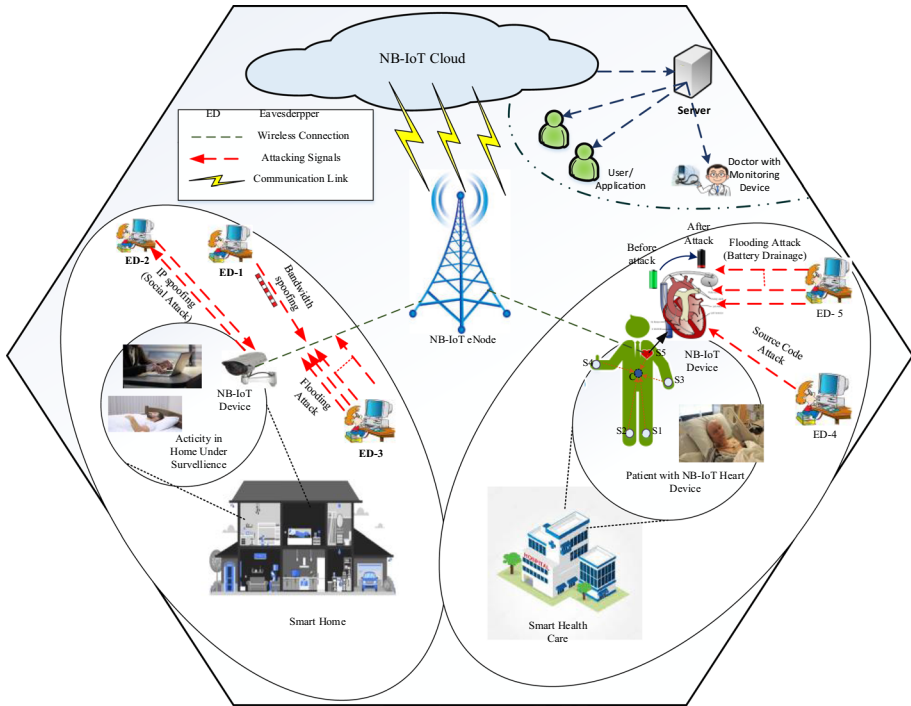 NB-IoT Cloud
Server
User/
Application
Doctor with
Monitoring
Device
ED Eavesderpper
Wireless Connection
Attacking Signals
Communication Link
NB-IoT eNode
ED-2
ED-1
IP spoofing
(Social Attack)
Bandwidth
spoofing
Flooding
Attack
ED-3
NB-IoT
Device
Acticity in
Home Under
Survellience
Smart Home
Before
attack
After
Attack
Flooding Attack
(Battery Drainage)
ED- 5
Source Code
Attack
ED-4
NB-IoT
Device
S4
S5
S3
C
S2
S1
Patient with NB-IoT Heart
Device
HOSPITAL
Smart Health
Care